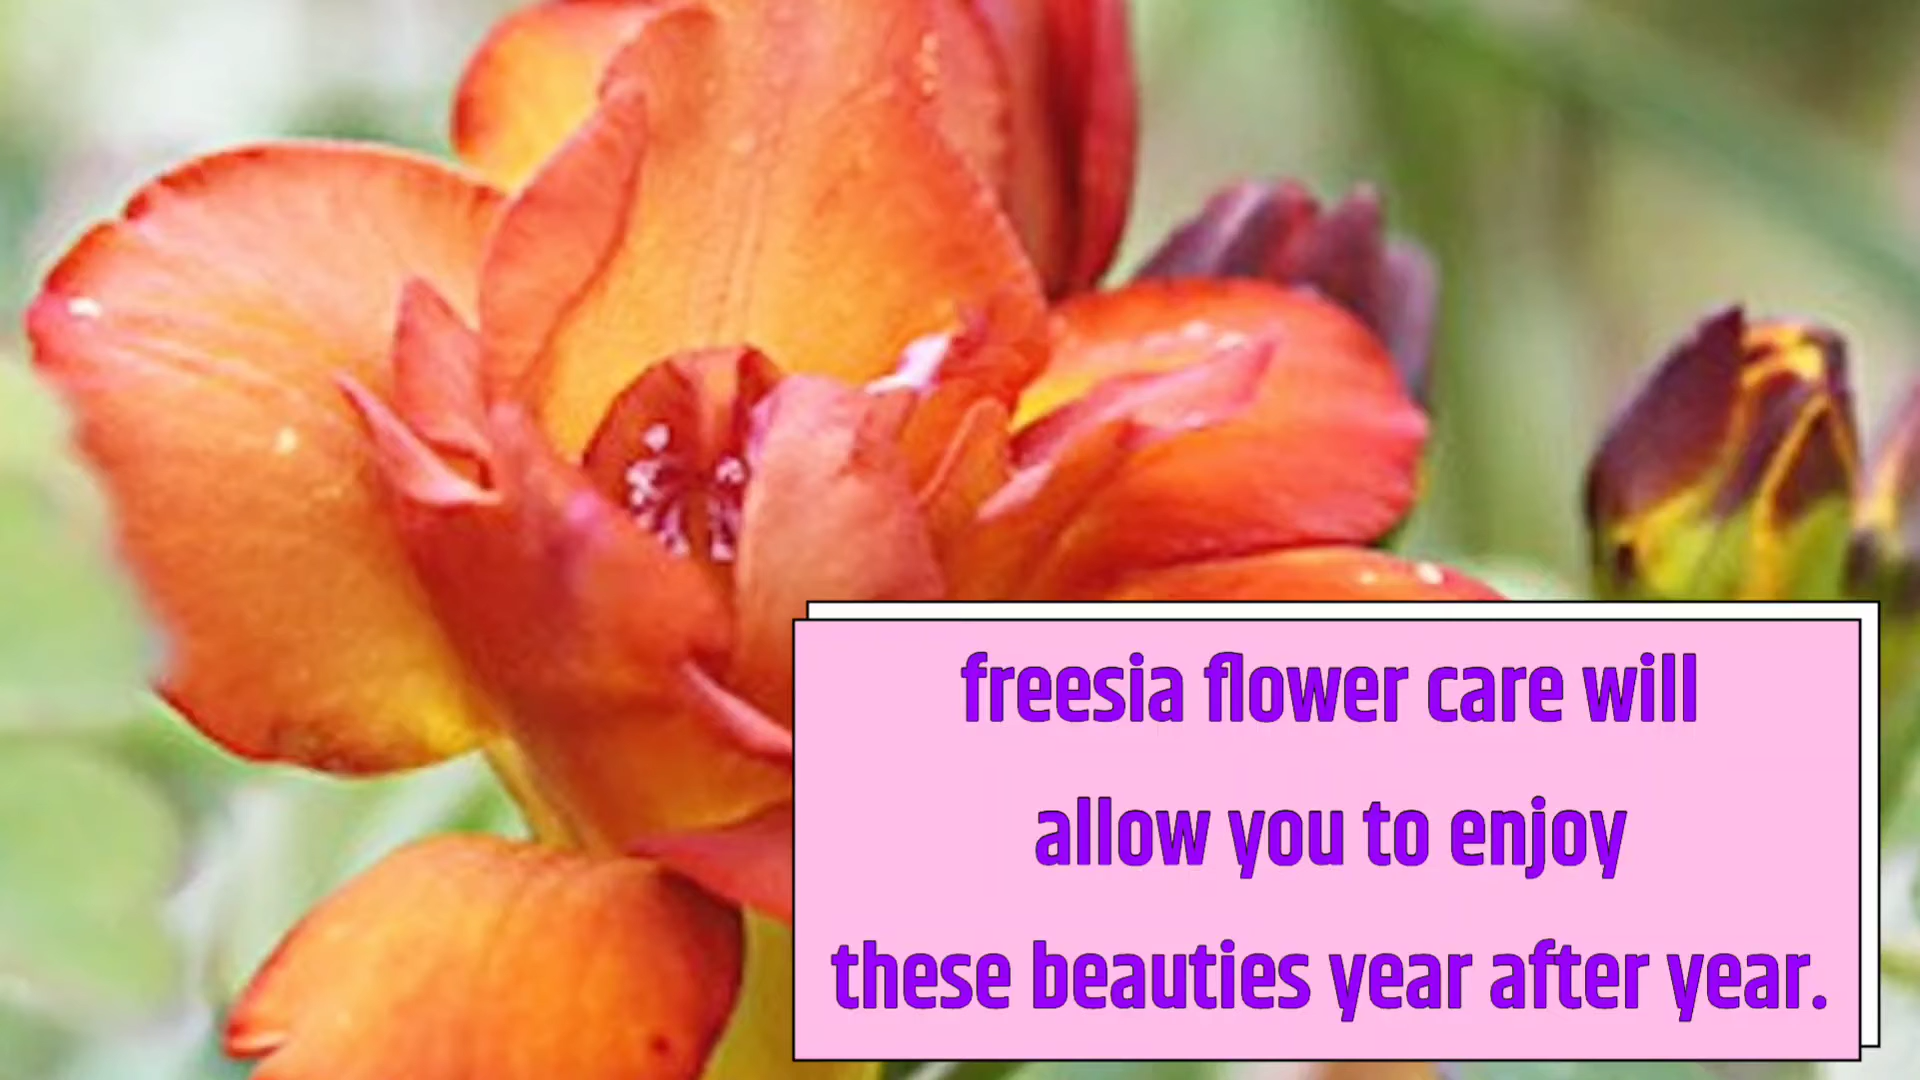 freesia flower care will
allow you to enjoy
these beauties year after year.